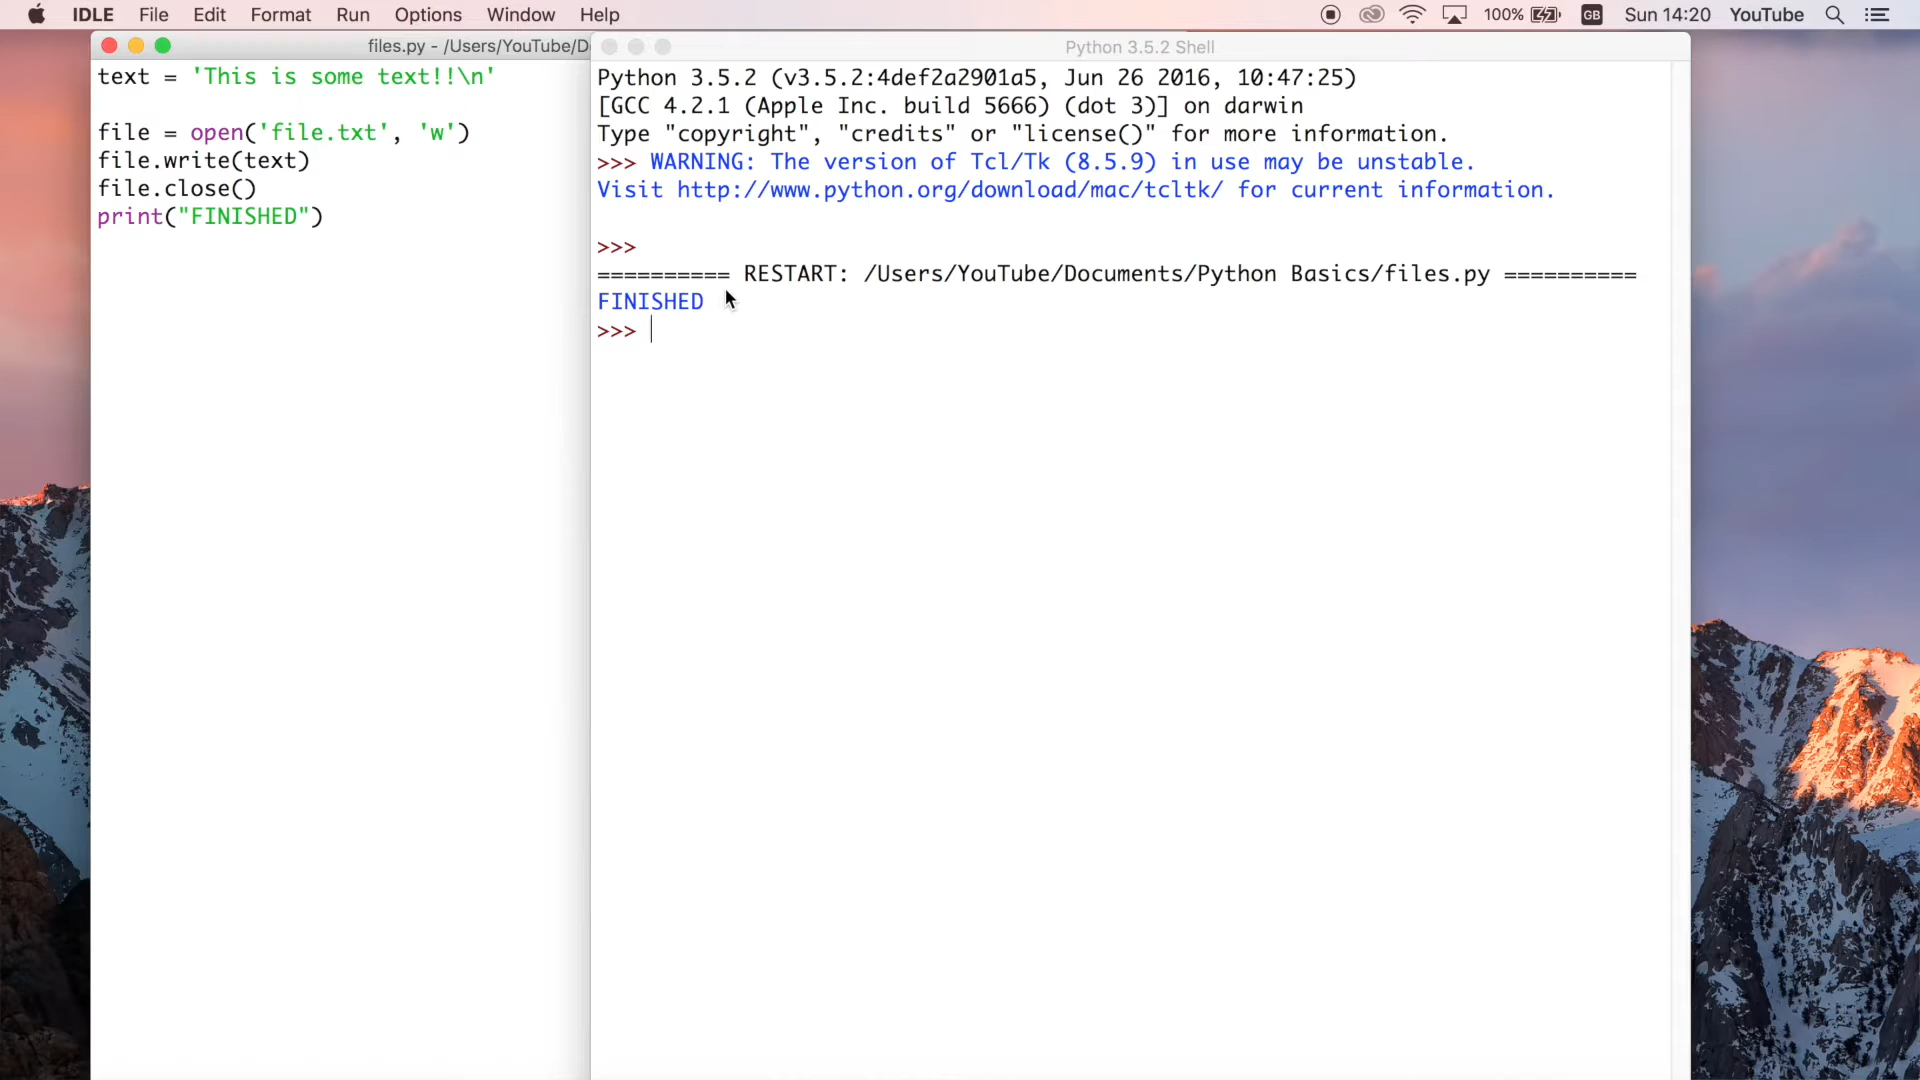 IDLE File Edit Format Run Options Window Help 100% GB Sun 14:20 YouTube
files.py - /Users/YouTube/D
text = 'This is some text!!\n'
file = open('file.txt', 'w')
file.write(text)
file.close()
print("FINISHED")
Python 3.5.2 Shell
Python 3.5.2 (v3.5.2:4def2a2901a5, Jun 26 2016, 10:47:25)
[GCC 4.2.1 (Apple Inc. build 5666) (dot 3)] on darwin
Type "copyright", "credits" or "license()" for more information.
>>> WARNING: The version of Tcl/Tk (8.5.9) in use may be unstable.
Visit http://www.python.org/download/mac/tcltk/ for current information.
>>>
========== RESTART: /Users/YouTube/Documents/Python Basics/files.py ==========
FINISHED
>>>